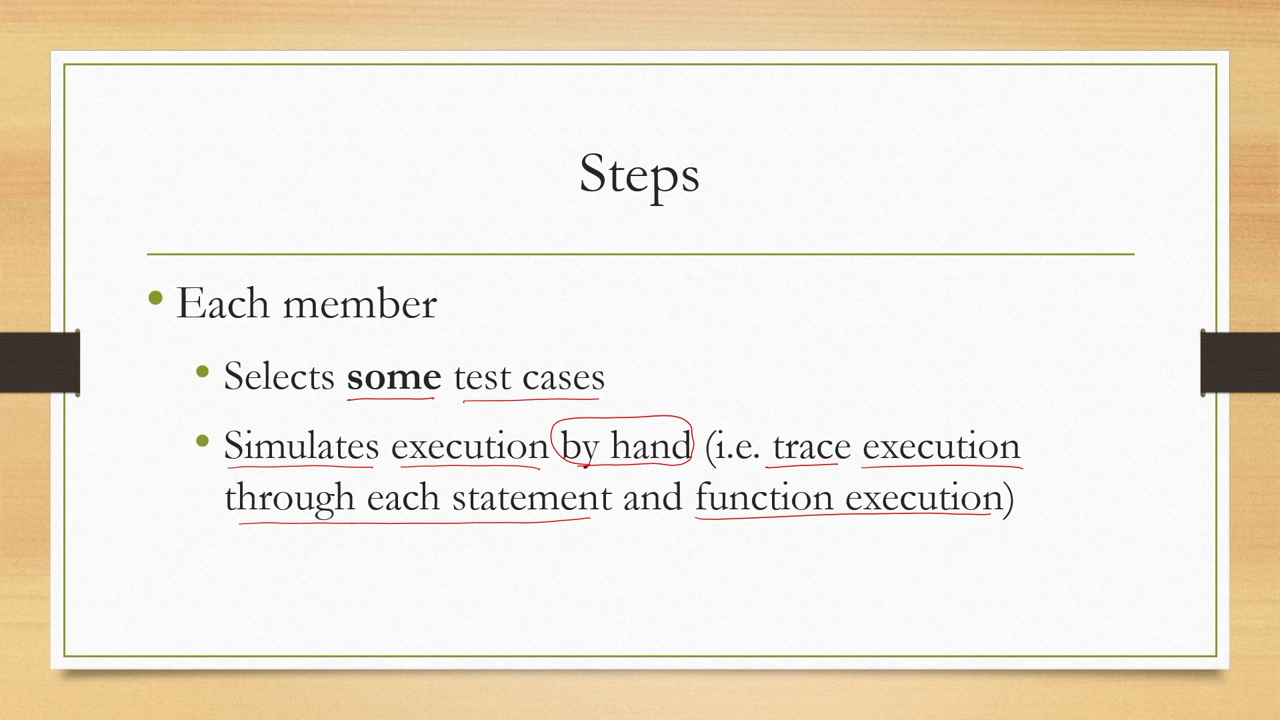 Steps
• Each member
• Selects some test cases
• Simulates execution by hand (i.e. trace execution
through each statement and function execution)